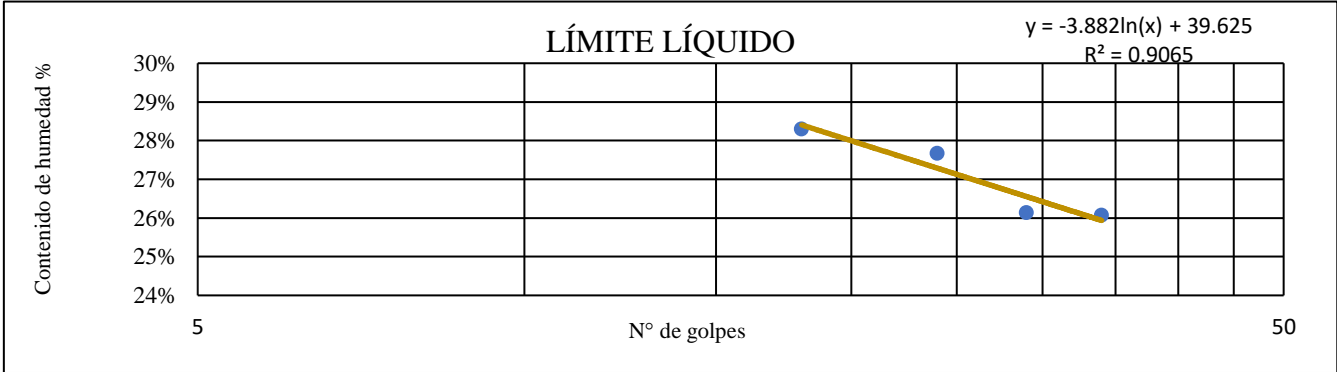 LÍMITE LÍQUIDO
y = -3.882ln(x) + 39.625
R² = 0.9065
Contenido de humedad %
30%
29%
28%
27%
26%
25%
24%
5
50
N° de golpes